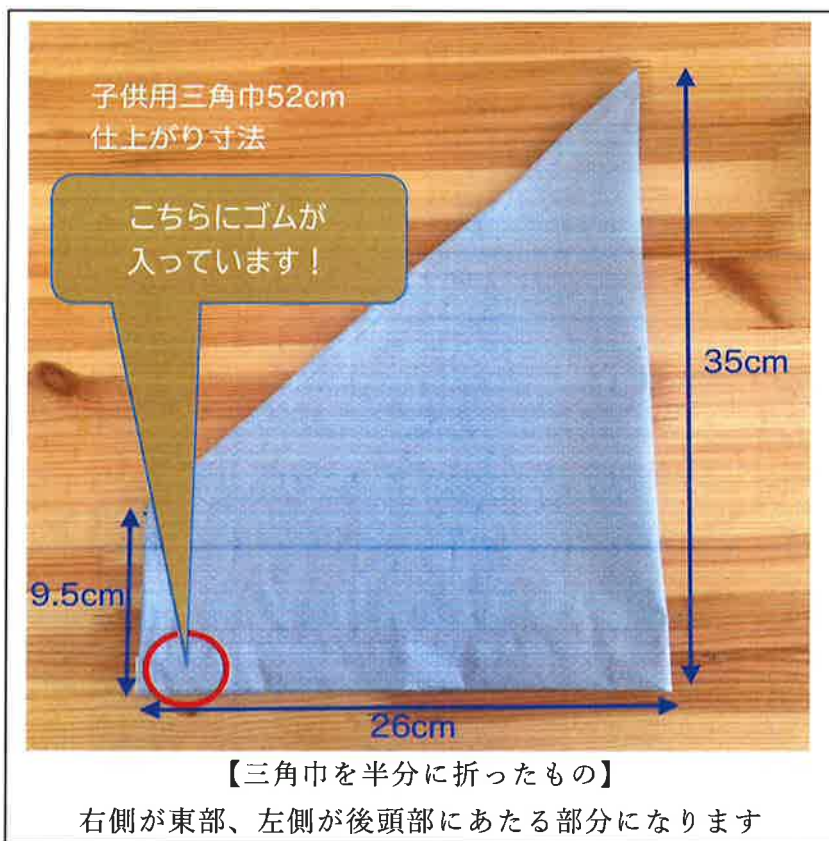 子供用三角巾52cm
仕上がり寸法
こちらにゴムが
入っています！
35cm
9.5cm
26cm
【三角巾を半分に折ったもの】
右側が東部、左側が後頭部にあたる部分になります